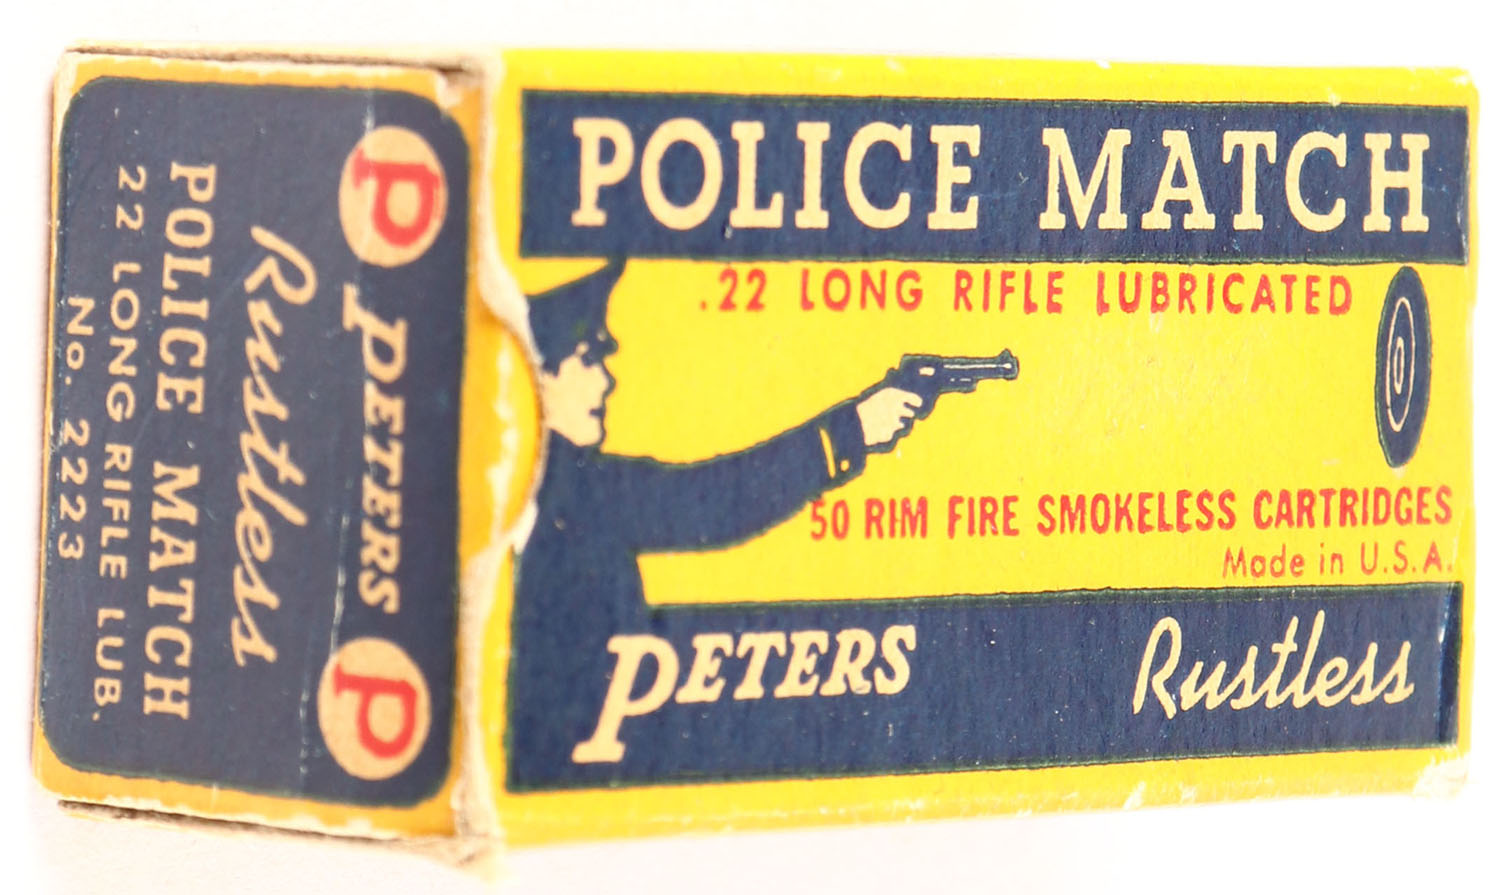 POLICE MATCH
.22 LONG RIFLE LUBRICATED
50 RIM FIRE SMOKELESS CARTRIDGES
Made in U.S.A.
PETERS Rustless
P PETERS P
Rustless
POLICE MATCH
22 LONG RIFLE LUB.
No. 2223